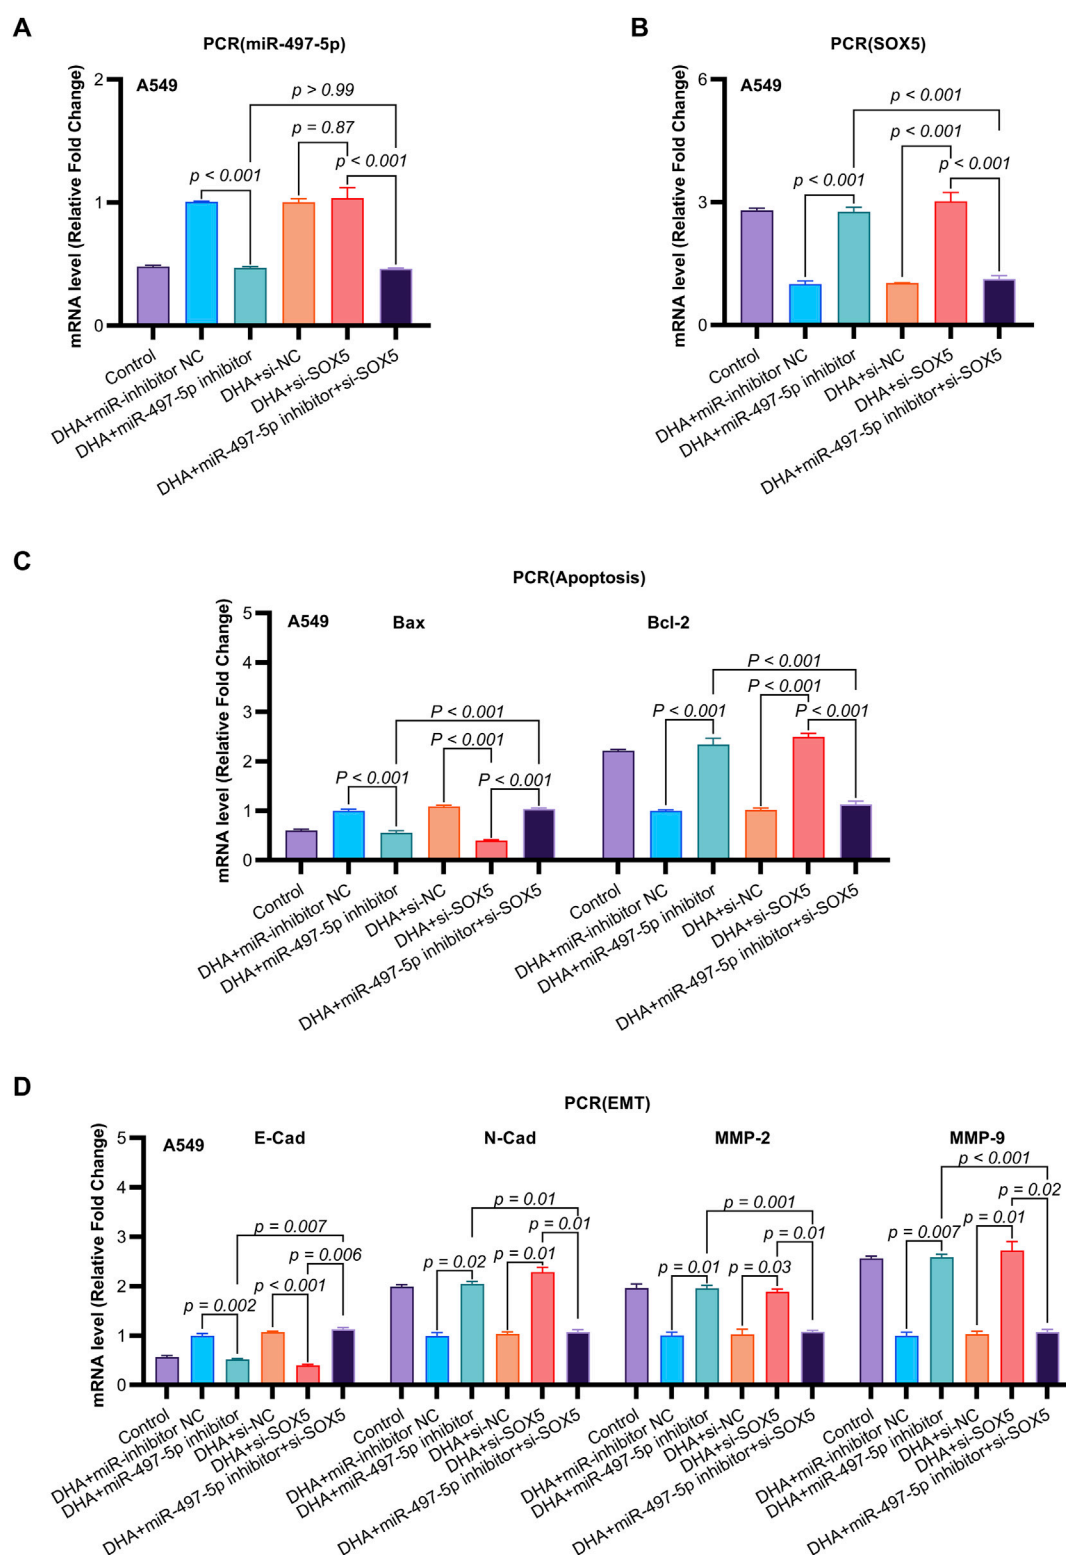 A
PCR(miR-497-5p)
mRNA level (Relative Fold Change)
2
1
0
A549
p > 0.99
p = 0.87
p < 0.001
p < 0.001
Control
DHA+miR-inhibitor NC
DHA+miR-497-5p inhibitor
DHA+si-NC
DHA+si-SOX5
DHA+miR-497-5p inhibitor+si-SOX5
B
PCR(SOX5)
mRNA level (Relative Fold Change)
6
3
0
A549
p < 0.001
p < 0.001
p < 0.001
p < 0.001
Control
DHA+miR-inhibitor NC
DHA+miR-497-5p inhibitor
DHA+si-NC
DHA+si-SOX5
DHA+miR-497-5p inhibitor+si-SOX5
C
PCR(Apoptosis)
mRNA level (Relative Fold Change)
5
4
3
2
1
0
A549
Bax
Bcl-2
P < 0.001
P < 0.001
P < 0.001
P < 0.001
P < 0.001
P < 0.001
P < 0.001
P < 0.001
Control
DHA+miR-inhibitor NC
DHA+miR-497-5p inhibitor
DHA+si-NC
DHA+si-SOX5
DHA+miR-497-5p inhibitor+si-SOX5
Control
DHA+miR-inhibitor NC
DHA+miR-497-5p inhibitor
DHA+si-NC
DHA+si-SOX5
DHA+miR-497-5p inhibitor+si-SOX5
D
PCR(EMT)
mRNA level (Relative Fold Change)
5
4
3
2
1
0
A549
E-Cad
N-Cad
MMP-2
MMP-9
p = 0.007
p = 0.006
p < 0.001
p = 0.002
p = 0.01
p = 0.01
p = 0.02
p = 0.01
p = 0.001
p = 0.01
p = 0.01
p = 0.03
p < 0.001
p = 0.02
p = 0.007
p = 0.01
Control
DHA+miR-inhibitor NC
DHA+miR-497-5p inhibitor
DHA+si-NC
DHA+si-SOX5
DHA+miR-497-5p inhibitor+si-SOX5
Control
DHA+miR-inhibitor NC
DHA+miR-497-5p inhibitor
DHA+si-NC
DHA+si-SOX5
DHA+miR-497-5p inhibitor+si-SOX5
Control
DHA+miR-inhibitor NC
DHA+miR-497-5p inhibitor
DHA+si-NC
DHA+si-SOX5
DHA+miR-497-5p inhibitor+si-SOX5
Control
DHA+miR-inhibitor NC
DHA+miR-497-5p inhibitor
DHA+si-NC
DHA+si-SOX5
DHA+miR-497-5p inhibitor+si-SOX5